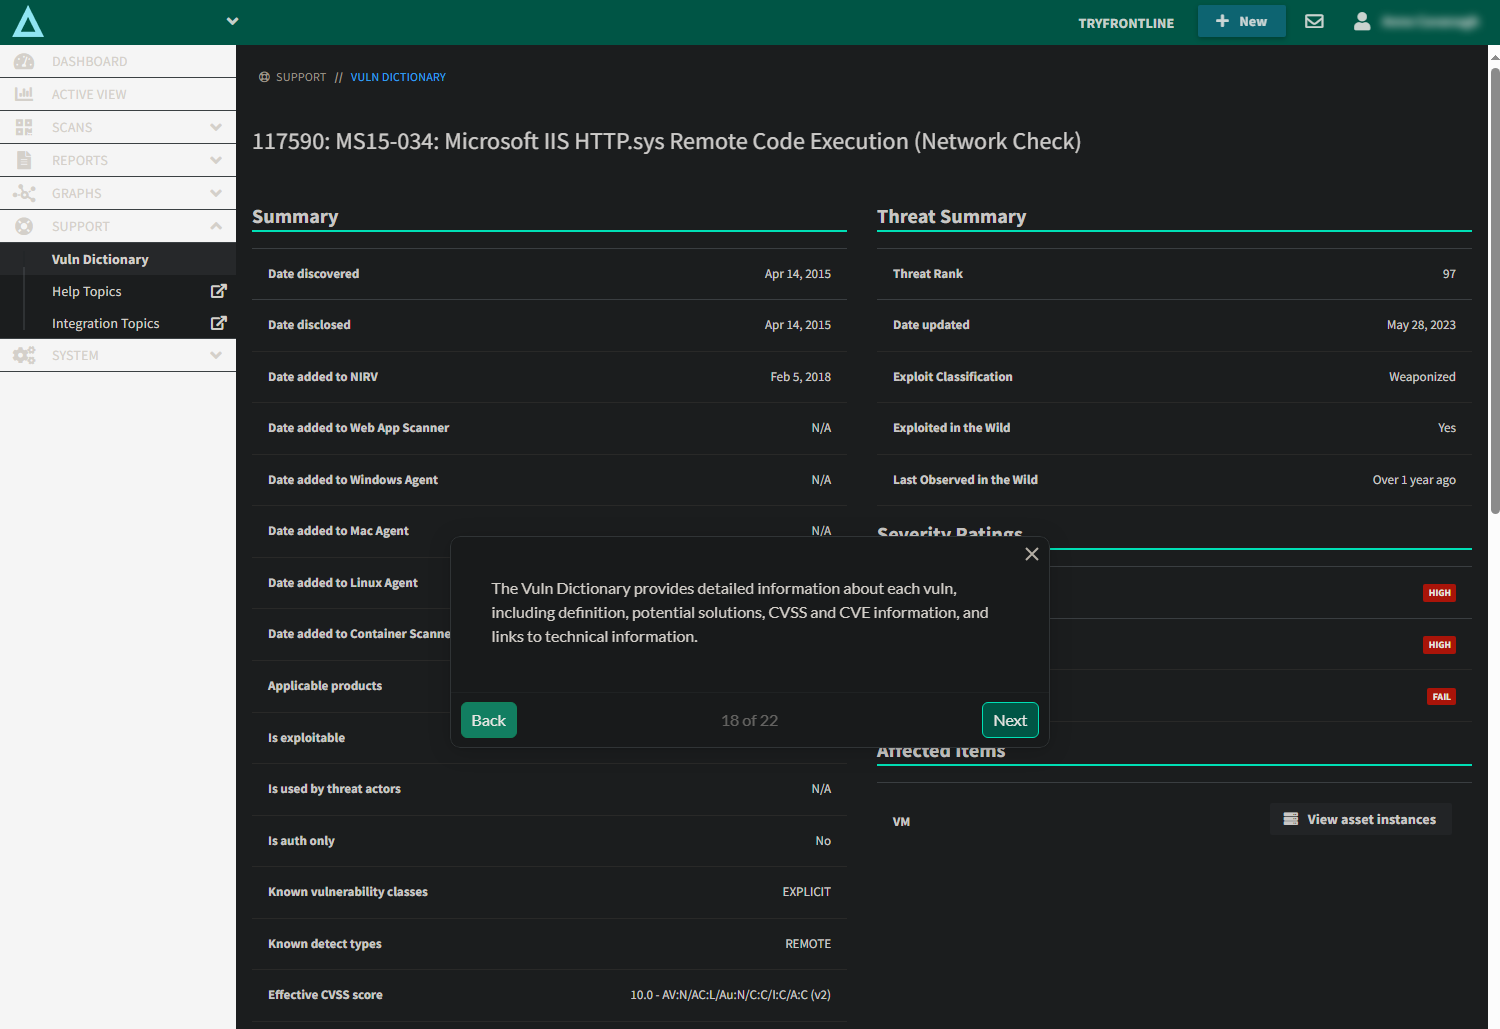 TRYFRONTLINE
New
DASHBOARD
ACTIVE VIEW
SCANS
REPORTS
GRAPHS
SUPPORT
Vuln Dictionary
Help Topics
Integration Topics
SYSTEM
SUPPORT // VULN DICTIONARY
117590: MS15-034: Microsoft IIS HTTP.sys Remote Code Execution (Network Check)
Summary
Date discovered Apr 14, 2015
Date disclosed Apr 14, 2015
Date added to NIRV Feb 5, 2018
Date added to Web App Scanner N/A
Date added to Windows Agent N/A
Date added to Mac Agent N/A
Date added to Linux Agent
Date added to Container Scanne
Applicable products
Is exploitable
Is used by threat actors N/A
Is auth only No
Known vulnerability classes EXPLICIT
Known detect types REMOTE
Effective CVSS score 10.0 - AV:N/AC:L/Au:N/C:C/I:C/A:C (v2)
Threat Summary
Threat Rank 97
Date updated May 28, 2023
Exploit Classification Weaponized
Exploited in the Wild Yes
Last Observed in the Wild Over 1 year ago
Severity Ratings
HIGH
HIGH
FAIL
Affected Items
VM View asset instances
The Vuln Dictionary provides detailed information about each vuln,
including definition, potential solutions, CVSS and CVE information, and
links to technical information.
Back 18 of 22 Next